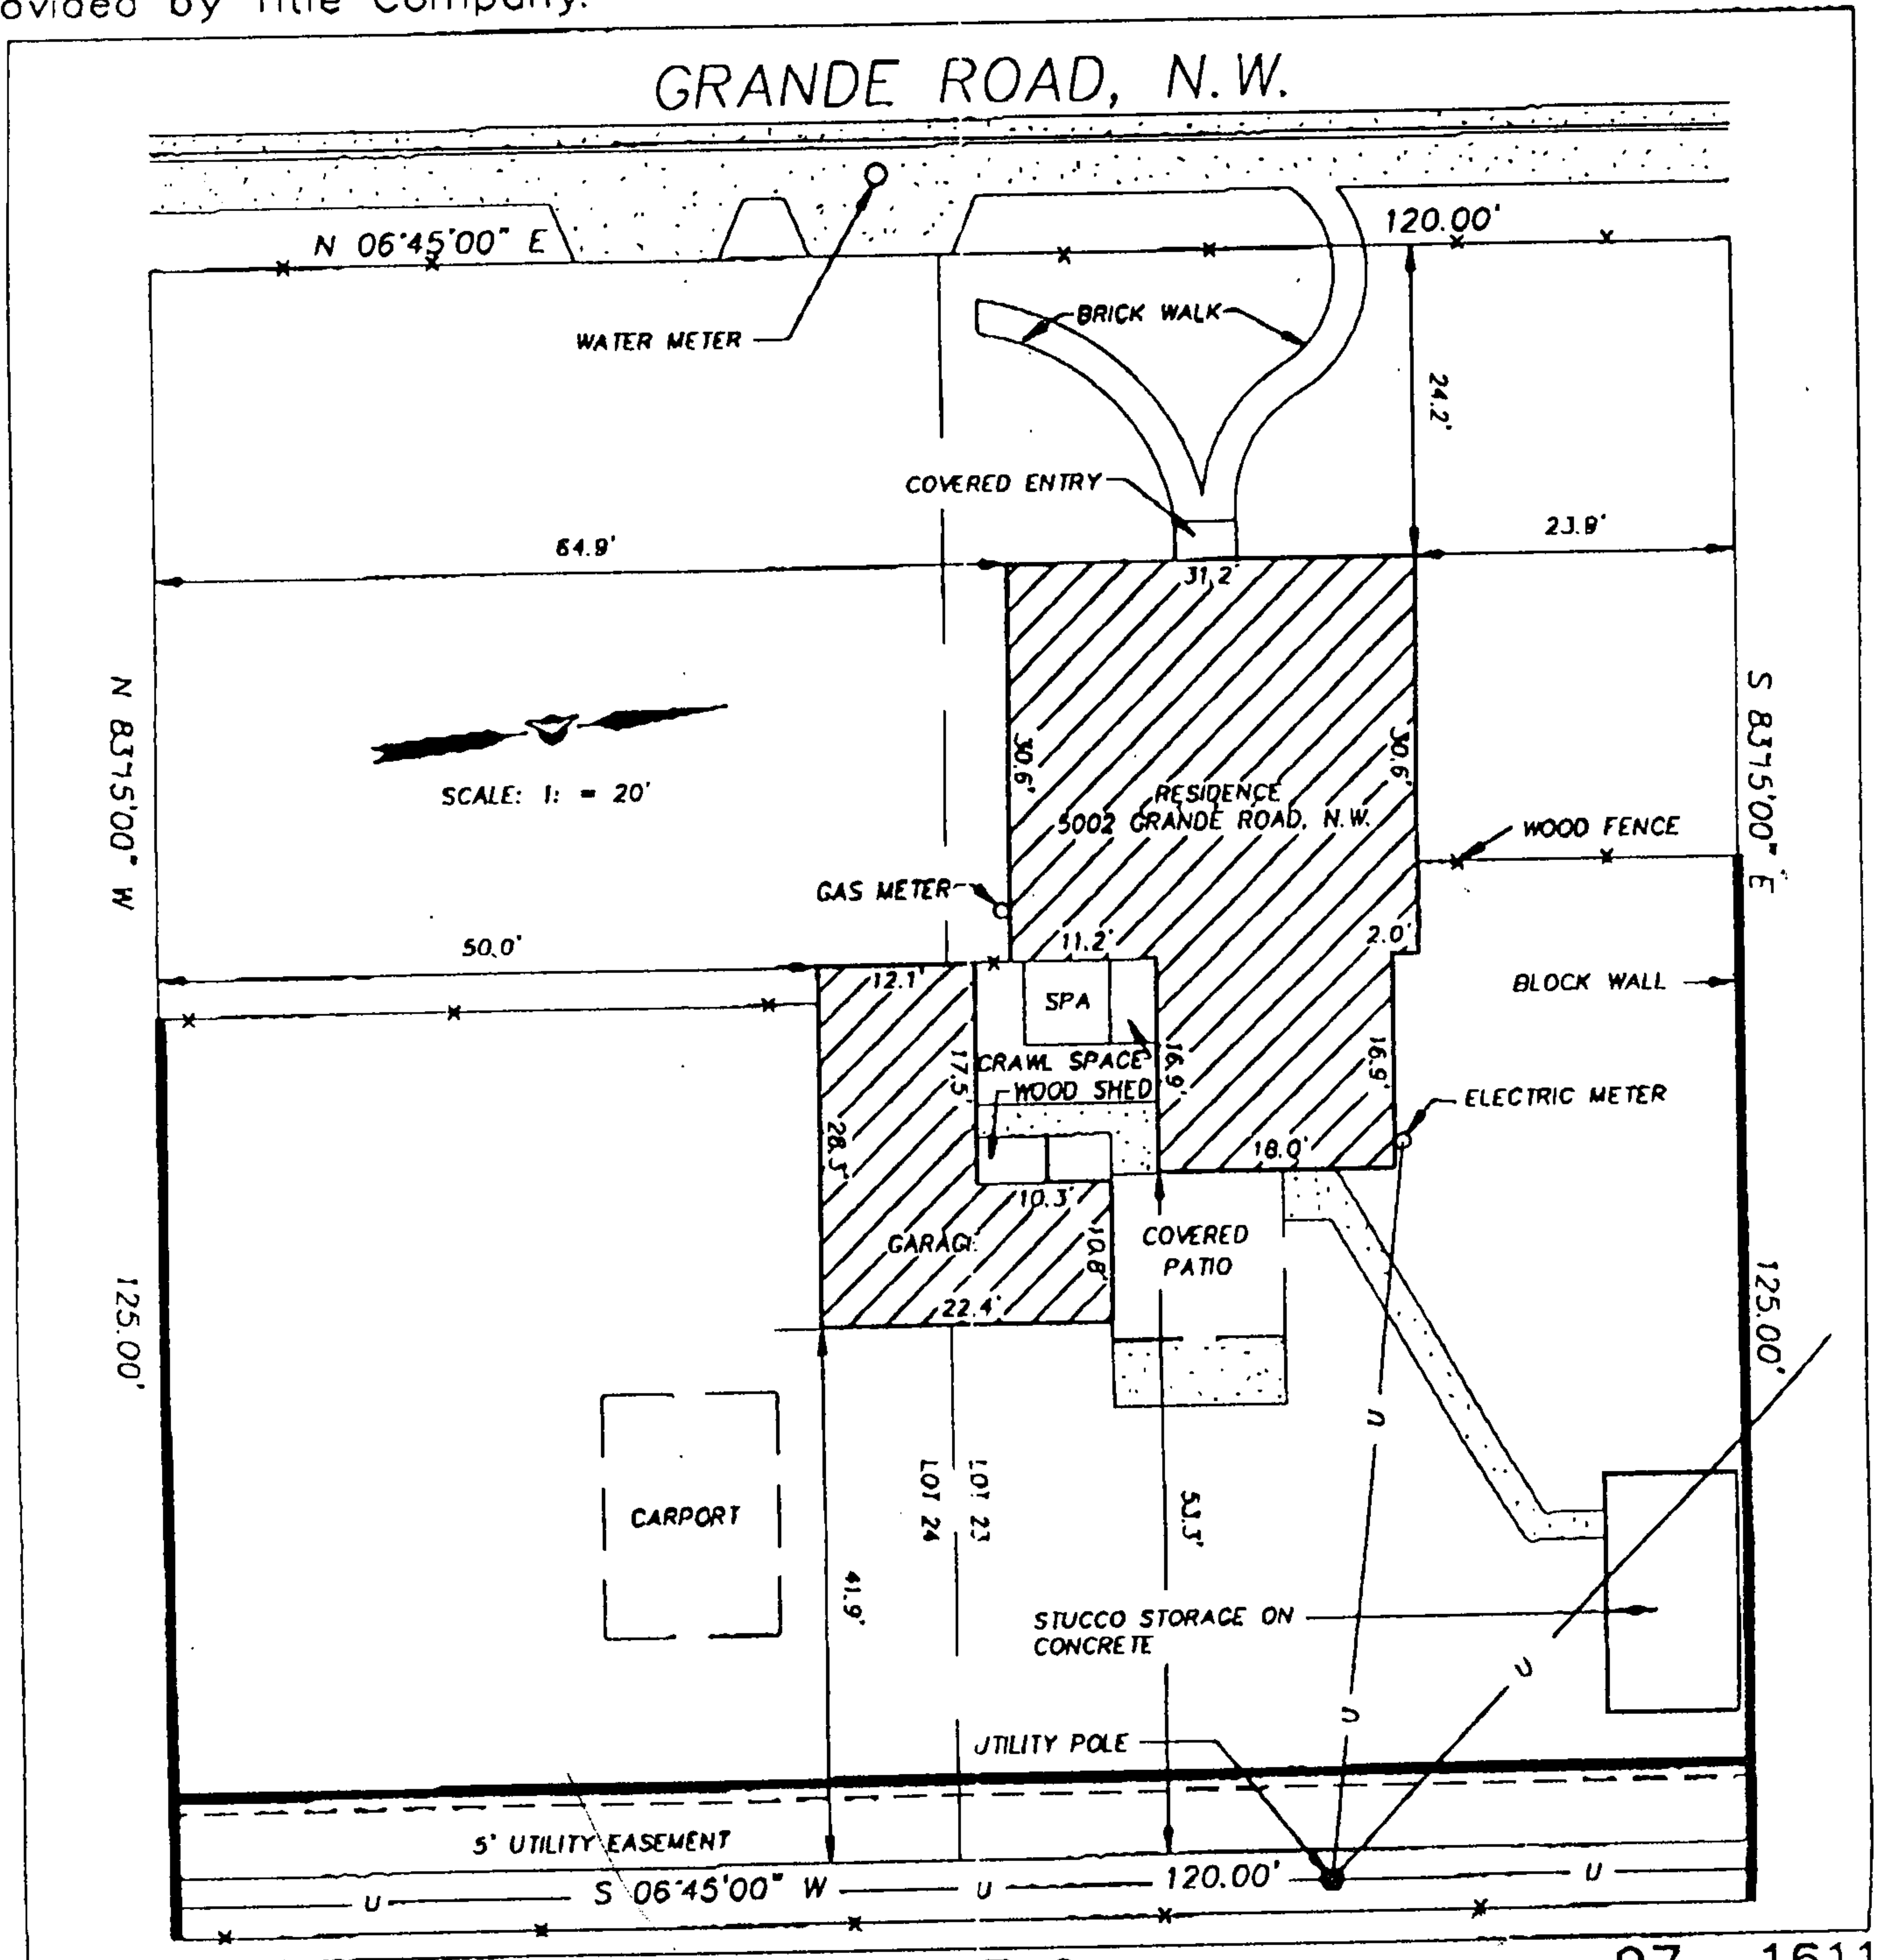 ovided by Title Company.
GRANDE ROAD, N.W.
120.00'
N 06°45'00" E
WATER METER
BRICK WALK
24.2'
COVERED ENTRY
64.9'
23.9'
31.2'
N 83°15'00" W
S 83°15'00" E
SCALE: 1: = 20'
30.6'
30.6'
RESIDENCE
5002 GRANDE ROAD, N.W.
WOOD FENCE
GAS METER
11.2'
2.0'
50.0'
12.1'
SPA
BLOCK WALL
17.5'
CRAWL SPACE
16.9'
16.9'
WOOD SHED
ELECTRIC METER
28.3'
18.0'
10.3'
GARAG
10.8'
COVERED
PATIO
22.4'
125.00'
125.00'
U
LOT 24
LOT 23
CARPORT
53.3'
41.9'
STUCCO STORAGE ON
CONCRETE
U
U
UTILITY POLE
5' UTILITY EASEMENT
U
S 06°45'00" W
U
120.00'
U
97 1611